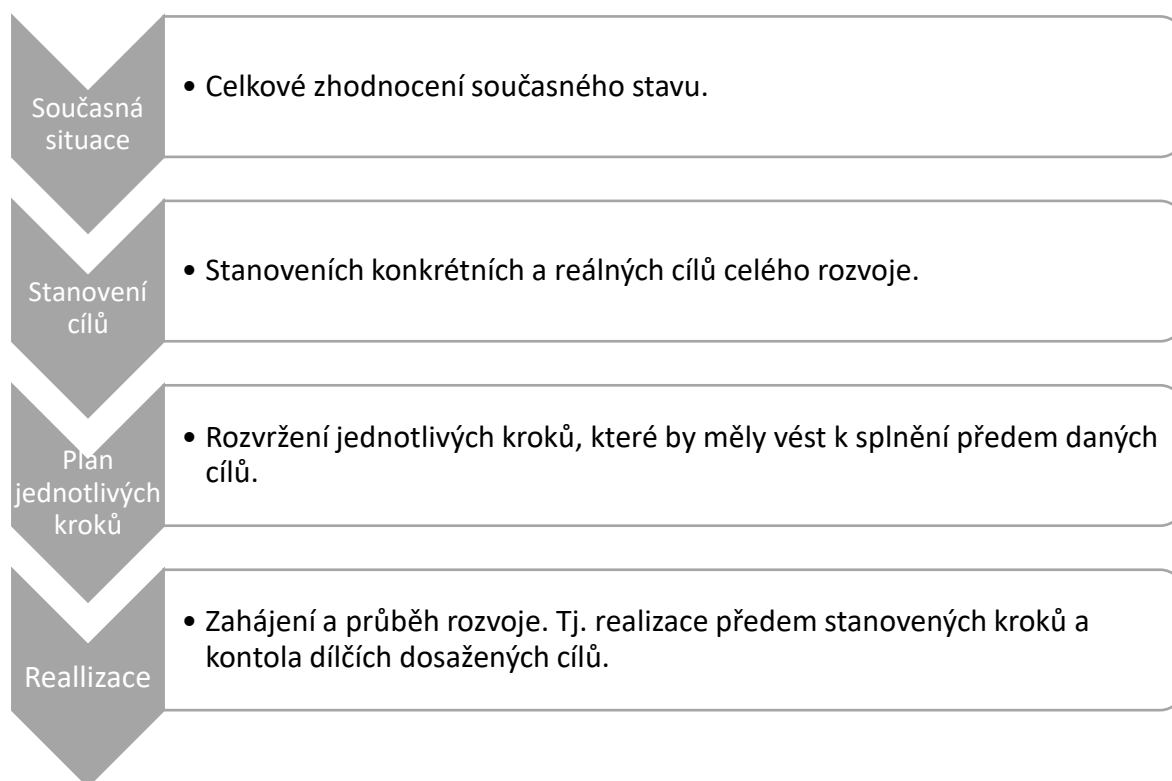 Současná
situace
• Celkové zhodnocení současného stavu.
Stanovení
cílů
• Stanoveních konkrétních a reálných cílů celého rozvoje.
Plán
jednotlivých
kroků
• Rozvržení jednotlivých kroků, které by měly vést k splnění předem daných
cílů.
Reallizace
• Zahájení a průběh rozvoje. Tj. realizace předem stanovených kroků a
kontola dílčích dosažených cílů.